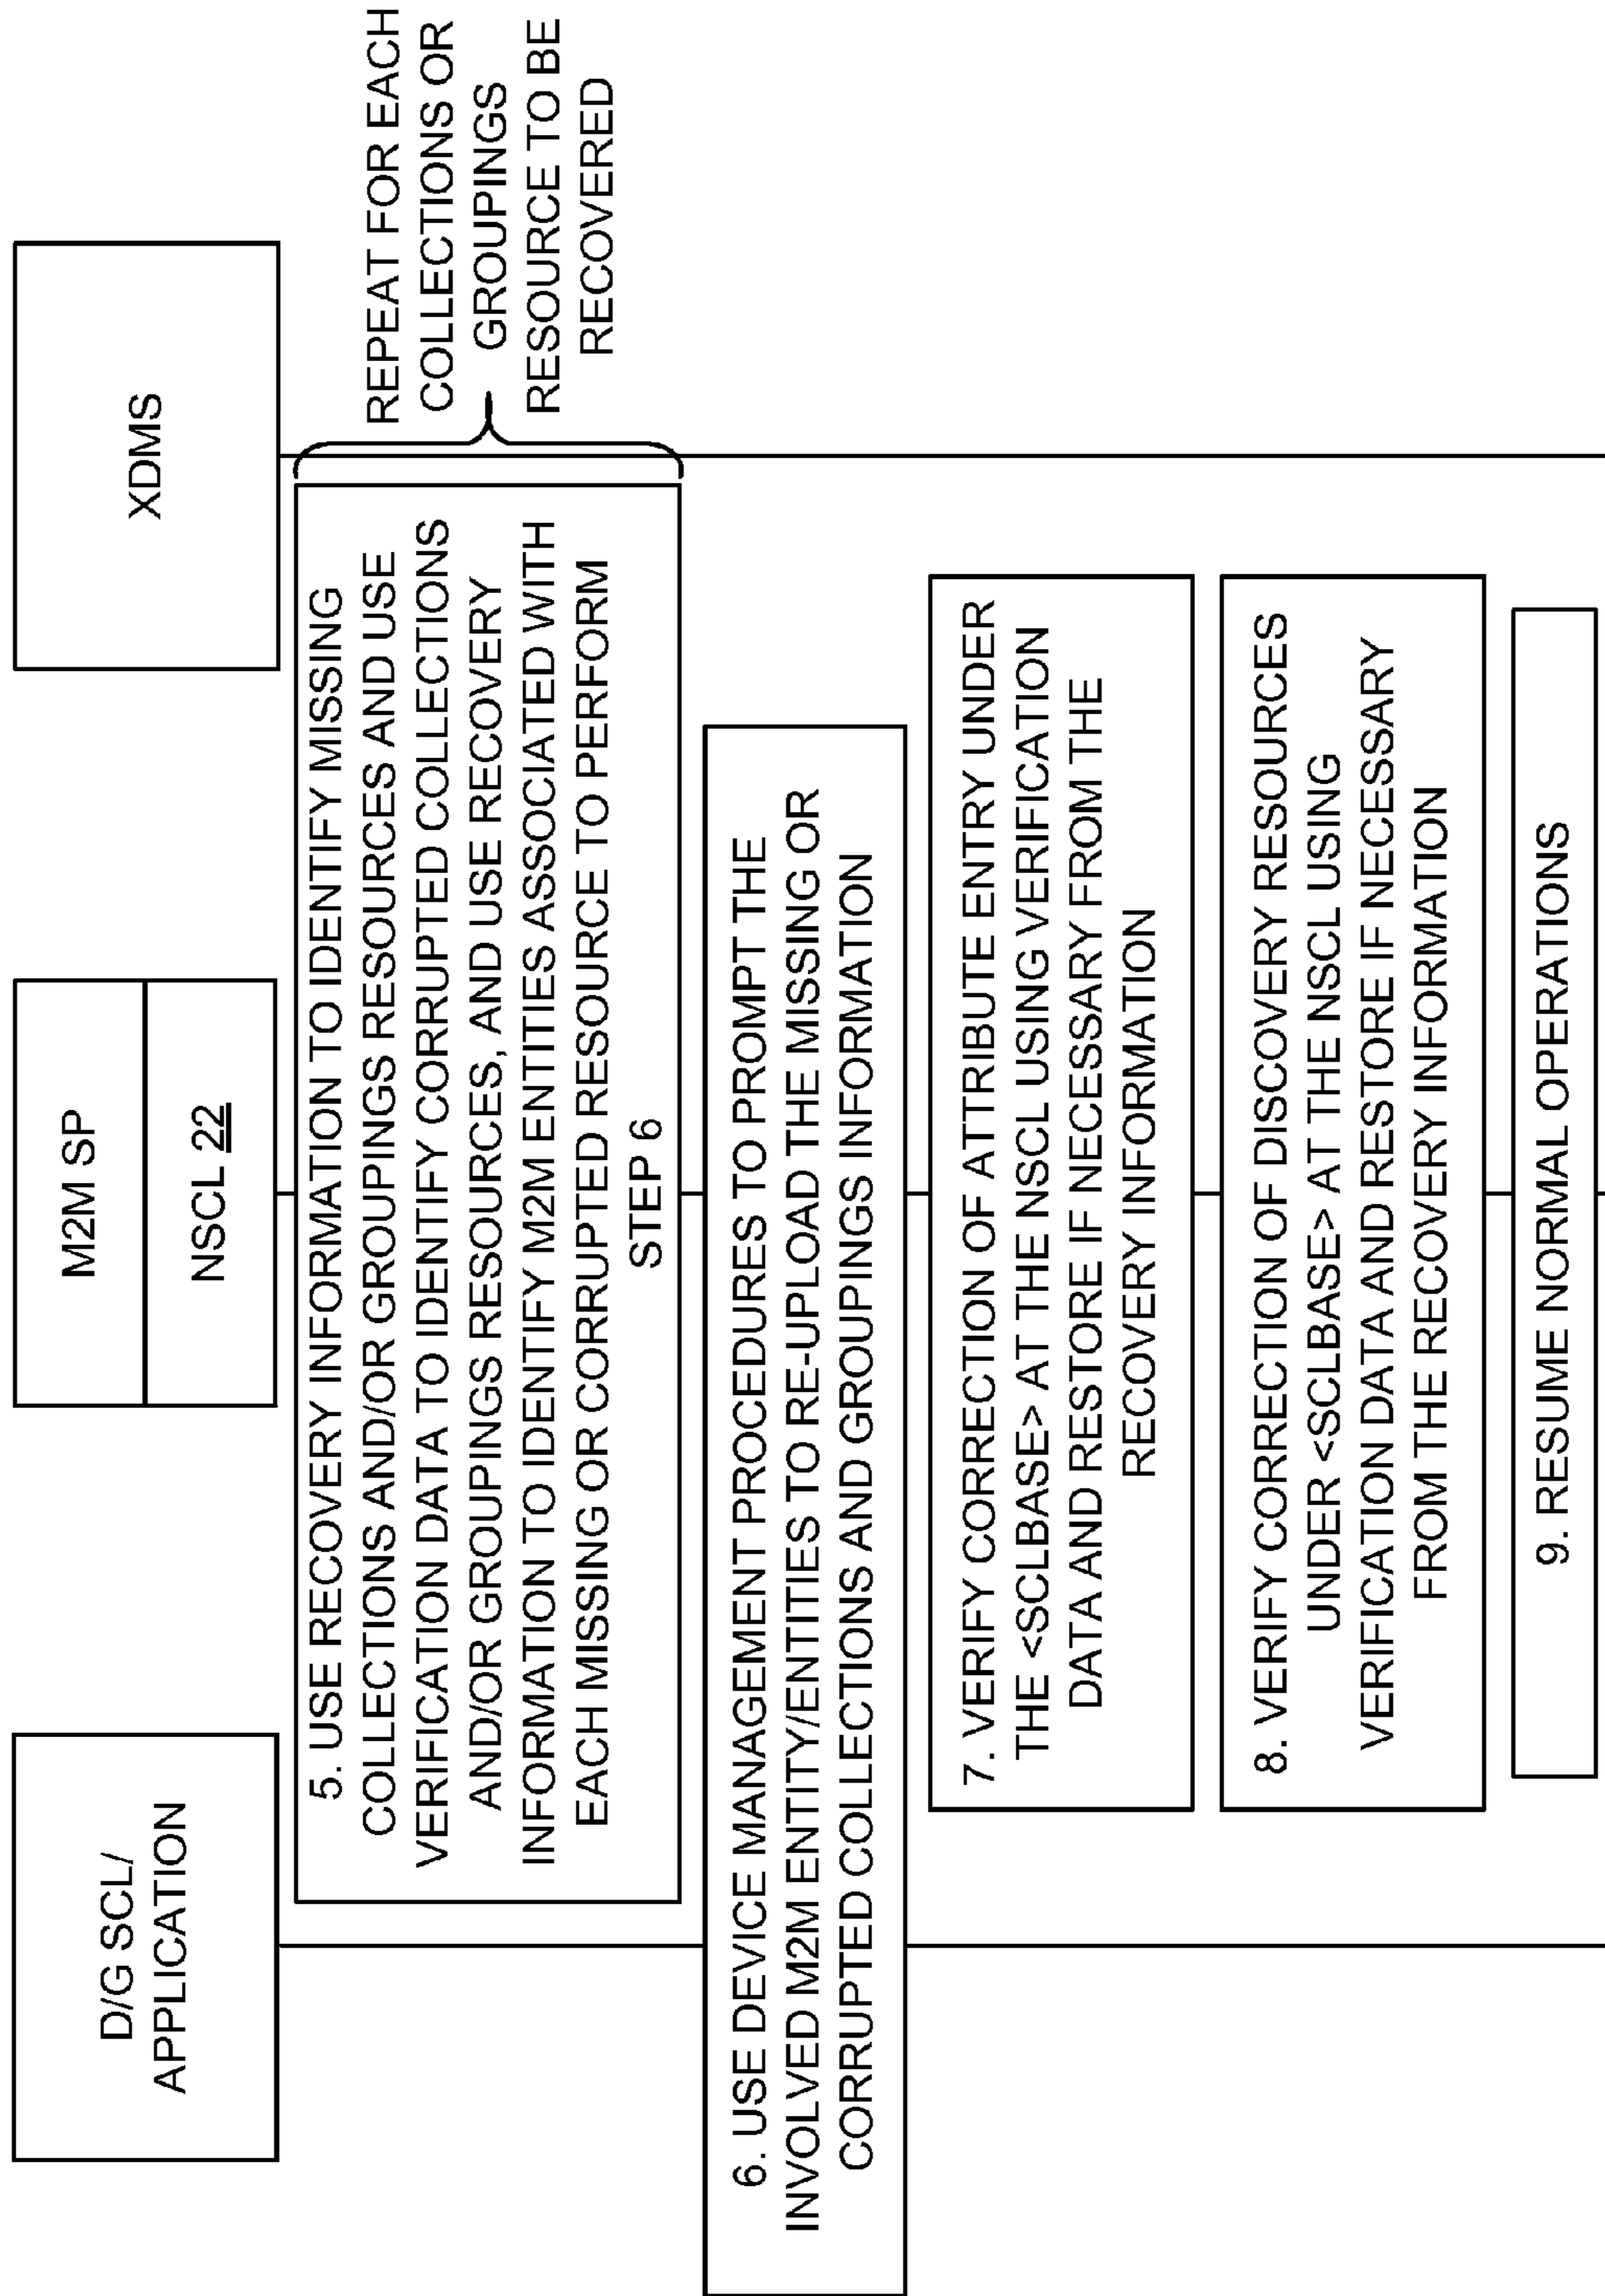 D/G SCL/
APPLICATION
M2M SP
NSCL 22
XDMS
5. USE RECOVERY INFORMATION TO IDENTIFY MISSING
COLLECTIONS AND/OR GROUPINGS RESOURCES AND USE
VERIFICATION DATA TO IDENTIFY CORRUPTED COLLECTIONS
AND/OR GROUPINGS RESOURCES, AND USE RECOVERY
INFORMATION TO IDENTIFY M2M ENTITIES ASSOCIATED WITH
EACH MISSING OR CORRUPTED RESOURCE TO PERFORM
STEP 6
REPEAT FOR EACH
COLLECTIONS OR
GROUPINGS
RESOURCE TO BE
RECOVERED
6. USE DEVICE MANAGEMENT PROCEDURES TO PROMPT THE
INVOLVED M2M ENTITY/ENTITIES TO RE-UPLOAD THE MISSING OR
CORRUPTED COLLECTIONS AND GROUPINGS INFORMATION
7. VERIFY CORRECTION OF ATTRIBUTE ENTRY UNDER
THE <SCLBASE> AT THE NSCL USING VERIFICATION
DATA AND RESTORE IF NECESSARY FROM THE
RECOVERY INFORMATION
8. VERIFY CORRECTION OF DISCOVERY RESOURCES
UNDER <SCLBASE> AT THE NSCL USING
VERIFICATION DATA AND RESTORE IF NECESSARY
FROM THE RECOVERY INFORMATION
9. RESUME NORMAL OPERATIONS